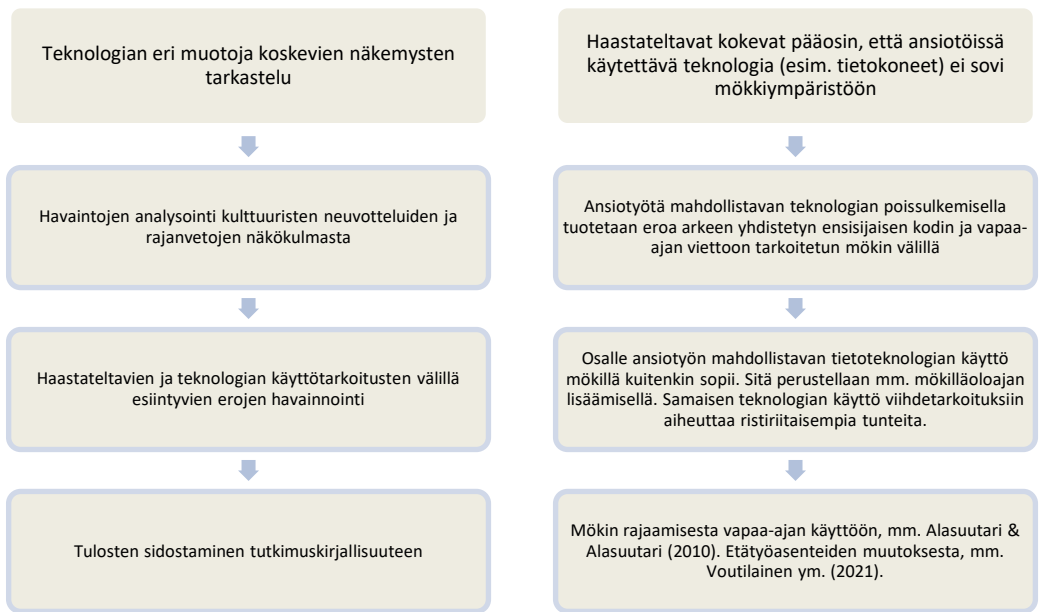 Teknologian eri muotoja koskevien näkemysten
tarkastelu
Havaintojen analysointi kulttuuristen neuvotteluiden ja
rajanvetojen näkökulmasta
Haastateltavien ja teknologian käyttötarkoitusten välillä
esiintyvien erojen havainnointi
Tulosten sidostaminen tutkimuskirjallisuuteen
Haastateltavat kokevat pääosin, että ansiotöissä
käytettävä teknologia (esim. tietokoneet) ei sovi
mökkiympäristöön
Ansiotyötä mahdollistavan teknologian poissulkemisella
tuotetaan eroa arkeen yhdistetyn ensisijaisen kodin ja vapaa-
ajan viettoon tarkoitetun mökin välillä
Osalle ansiotyön mahdollistavan tietoteknologian käyttö
mökillä kuitenkin sopii. Sitä perustellaan mm. mökilläoloajan
lisäämisellä. Samaisen teknologian käyttö viihdetarkoituksiin
aiheuttaa ristiriitaisempia tunteita.
Mökin rajaamisesta vapaa-ajan käyttöön, mm. Alasuutari &
Alasuutari (2010). Etätyöasenteiden muutoksesta, mm.
Voutilainen ym. (2021).